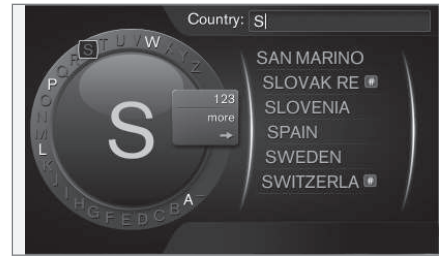 Country: S
SAN MARINO
SLOVAK RE #
SLOVENIA
SPAIN
SWEDEN
SWITZERLA #
123
more
→
S
A B C D E F G H I J K L M N O P Q R S T U V W X Y Z